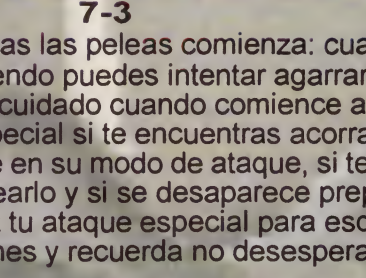 7-3
as las peleas comienza: cua
endo puedes intentar agarrar
cuidado cuando comience a
pecial si te encuentras acorra
e en su modo de ataque, si te
earlo y si se desaparece prep
tu ataque especial para esc
nes y recuerda no desespera